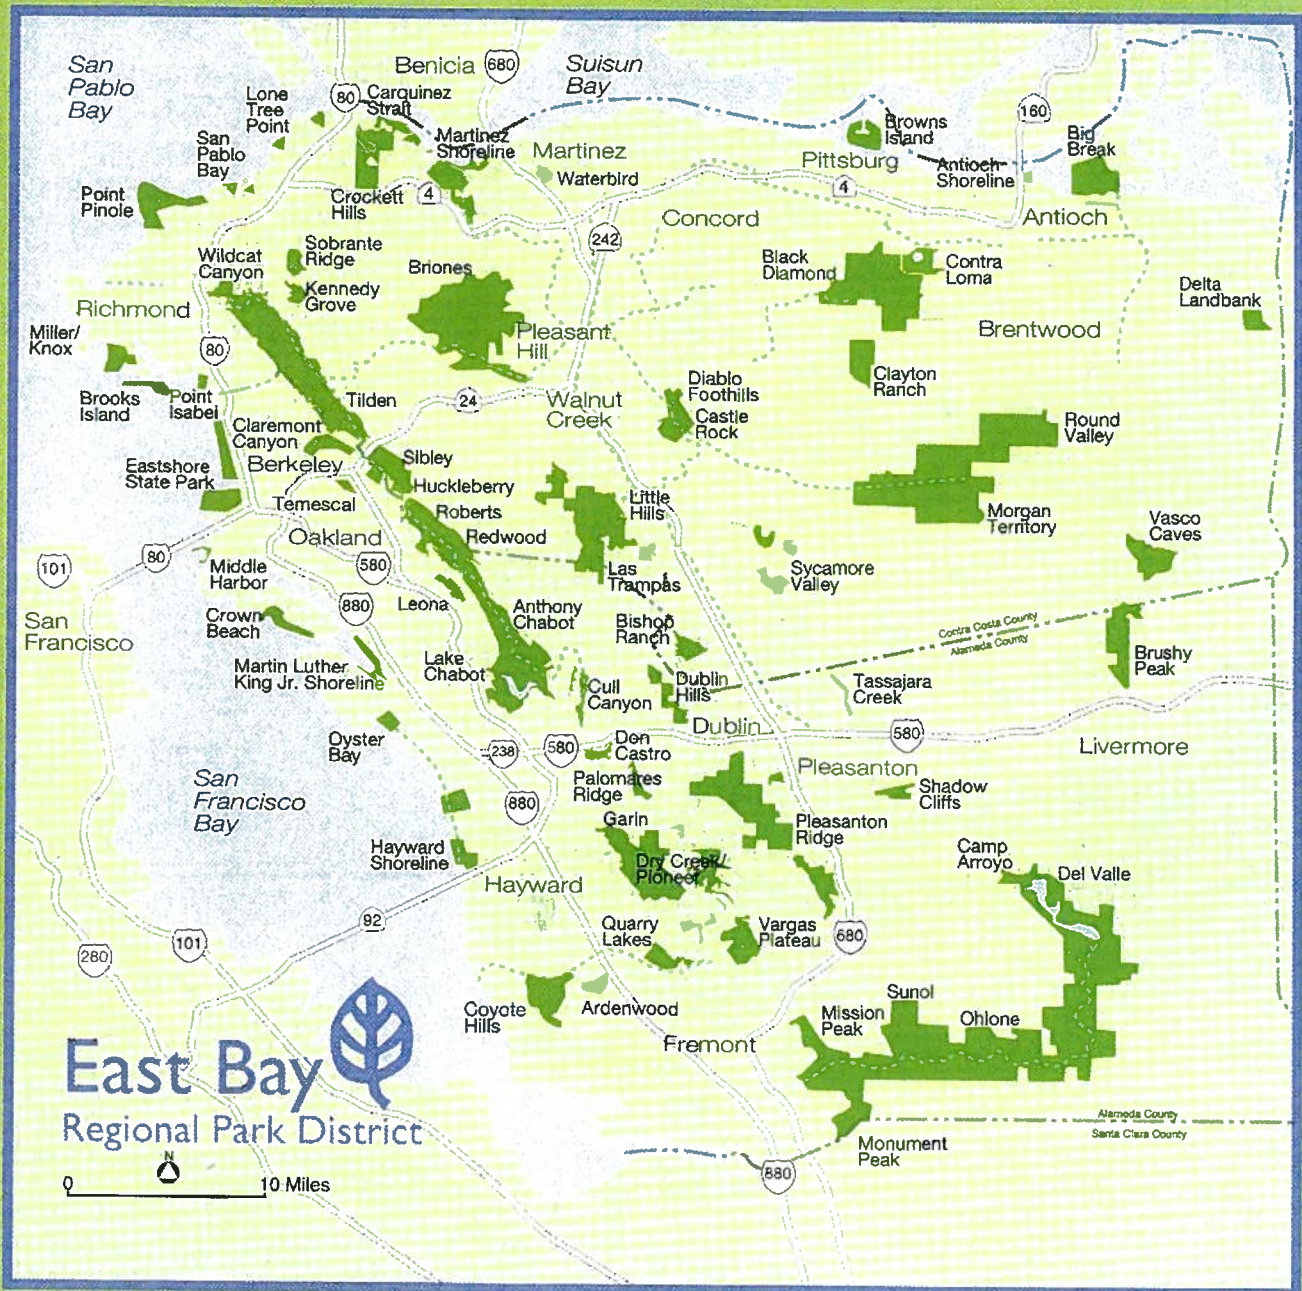 San
Pablo
Bay
Benicia
680
Suisun
Bay
Lone
Tree
Point
80
Carquinez
Strait
San
Pablo
Bay
Martinez
Shoreline
Martinez
Waterbird
Browns
Island
160
Big
Break
Pittsburg
Antioch
Shoreline
4
Antioch
Point
Pinole
Crockett
Hills
4
Concord
242
Wildcat
Canyon
Sobrante
Ridge
Kennedy
Grove
Briones
Black
Diamond
Contra
Loma
Delta
Landbank
Richmond
Pleasant
Hill
Brentwood
Miller/
Knox
80
Brooks
Island
Point
Isabel
Tilden
24
Walnut
Creek
Diablo
Foothills
Castle
Rock
Clayton
Ranch
Round
Valley
Claremont
Canyon
Berkeley
Sibley
Huckleberry
Eastshore
State Park
Temescal
Roberts
Redwood
Little
Hills
Morgan
Territory
Vasco
Caves
Oakland
101
80
Middle
Harbor
580
Las
Trampas
Sycamore
Valley
880
Leona
San
Francisco
Crown
Beach
Anthony
Chabot
Bishop
Ranch
Contra Costa County
Alameda County
Martin Luther
King Jr. Shoreline
Lake
Chabot
Cull
Canyon
Dublin
Hills
Tassajara
Creek
Brushy
Peak
Oyster
Bay
238
580
Don
Castro
Dublin
580
Livermore
San
Francisco
Bay
Palomares
Ridge
Pleasanton
Shadow
Cliffs
880
Garin
Pleasanton
Ridge
Hayward
Shoreline
Dry Creek/
Pioneer
Camp
Arroyo
Del Valle
Hayward
92
Quarry
Lakes
Vargas
Plateau
680
280
101
Coyote
Hills
Ardenwood
Sunol
Mission
Peak
Ohlone
Fremont
East Bay
Regional Park District
Alameda County
Santa Clara County
Monument
Peak
880
N
0 10 Miles